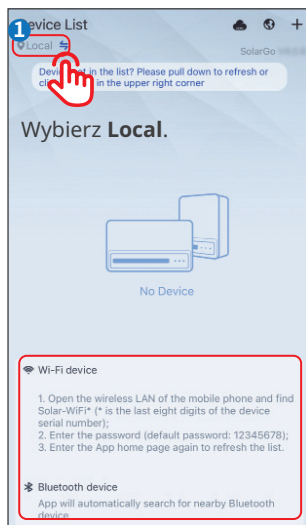 1
Device List
Local
SolarGo
in the list? Please pull down to refresh or
in the upper right corner
Wybierz Local.
No Device
Wi-Fi device
1. Open the wireless LAN of the mobile phone and find
Solar-WiFi* (* is the last eight digits of the device
serial number);
2. Enter the password (default password: 12345678);
3. Enter the App home page again to refresh the list.
Bluetooth device
App will automatically search for nearby Bluetooth
device